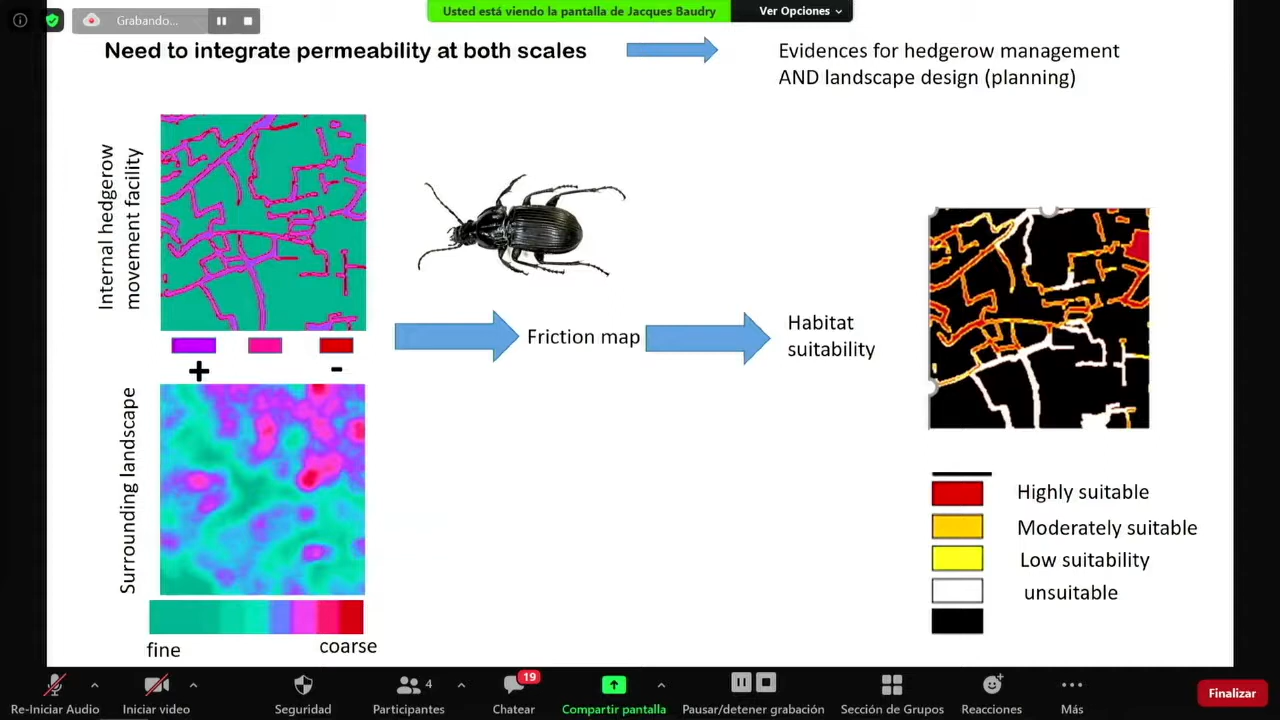 Grabando...
Usted está viendo la pantalla de Jacques Baudry
Ver Opciones
Need to integrate permeability at both scales
Evidences for hedgerow management
AND landscape design (planning)
Internal hedgerow
movement facility
+
-
Friction map
Habitat
suitability
Surrounding landscape
fine
coarse
Highly suitable
Moderately suitable
Low suitability
unsuitable
Re-Iniciar Audio
Iniciar video
Seguridad
4
Participantes
19
Chatear
Compartir pantalla
Pausar/detener grabación
Sección de Grupos
Reacciones
Más
Finalizar